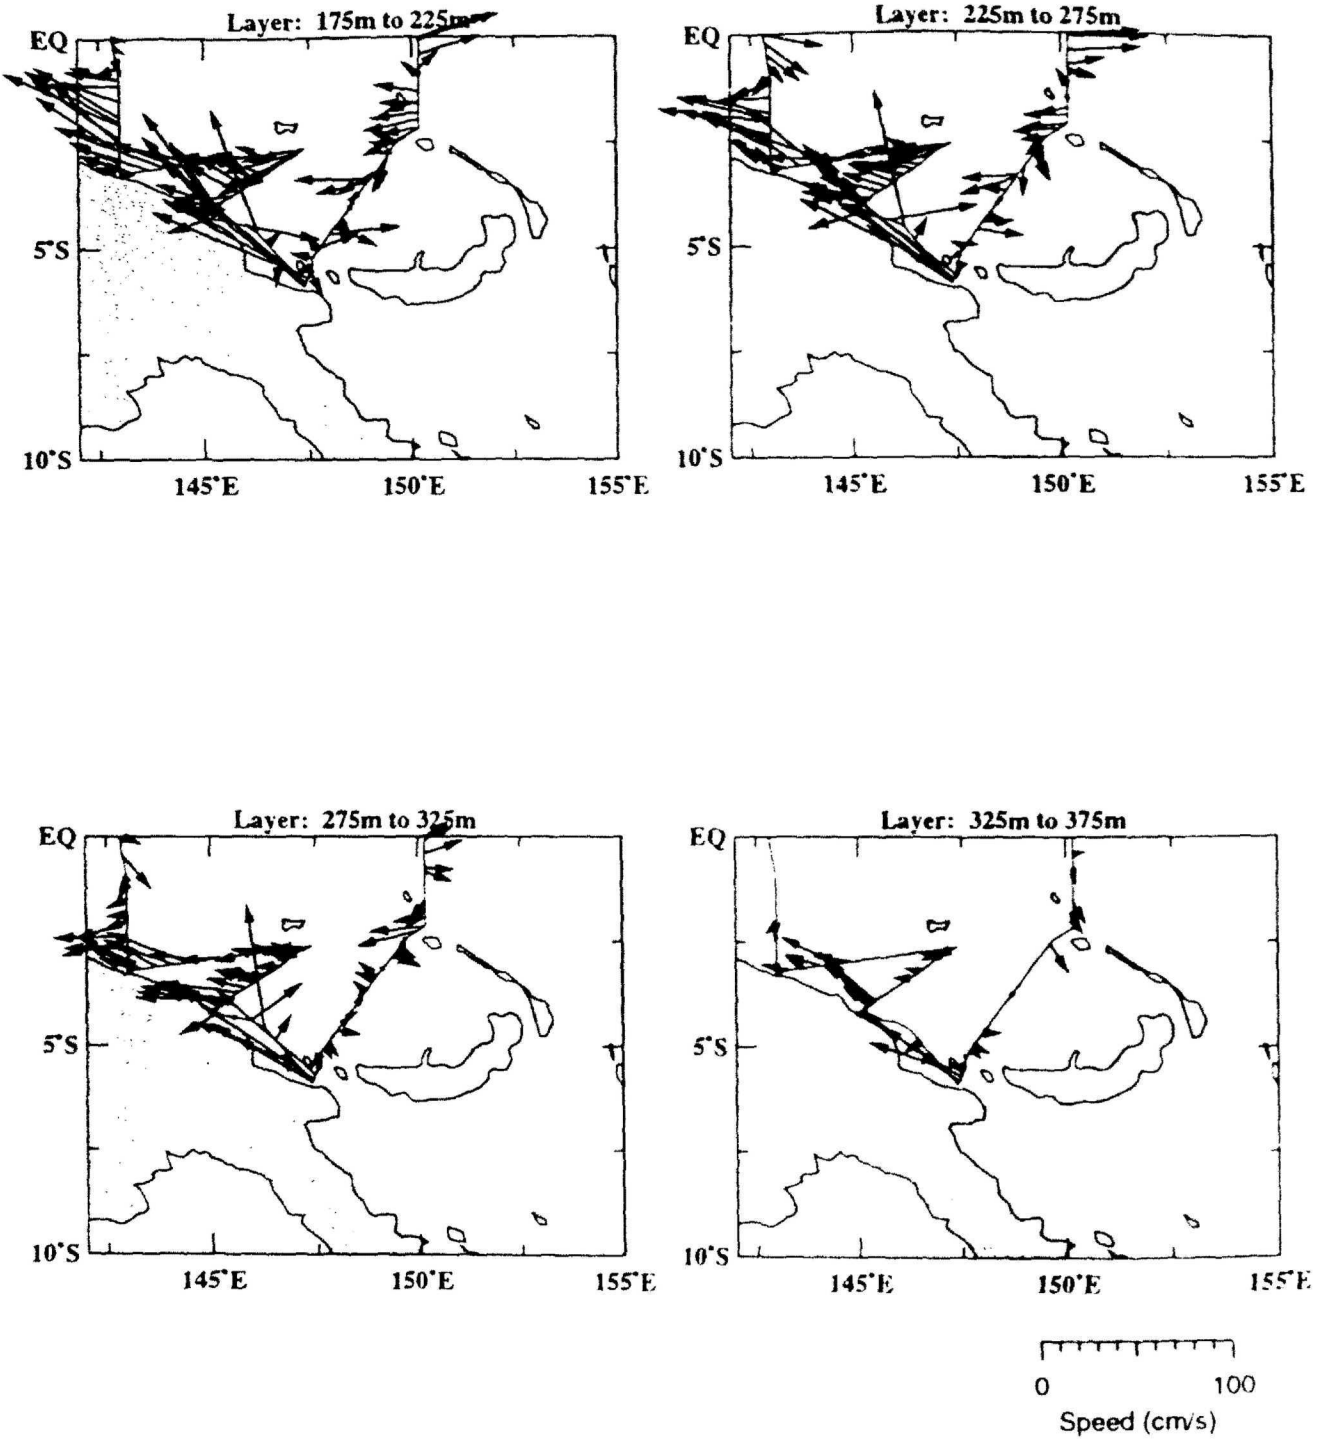 Layer: 175m to 225m
EQ
5°S
10°S
145°E 150°E 155°E
Layer: 225m to 275m
EQ
5°S
10°S
145°E 150°E 155°E
Layer: 275m to 325m
EQ
5°S
10°S
145°E 150°E 155°E
Layer: 325m to 375m
EQ
5°S
10°S
145°E 150°E 155°E
0 100
Speed (cm/s)